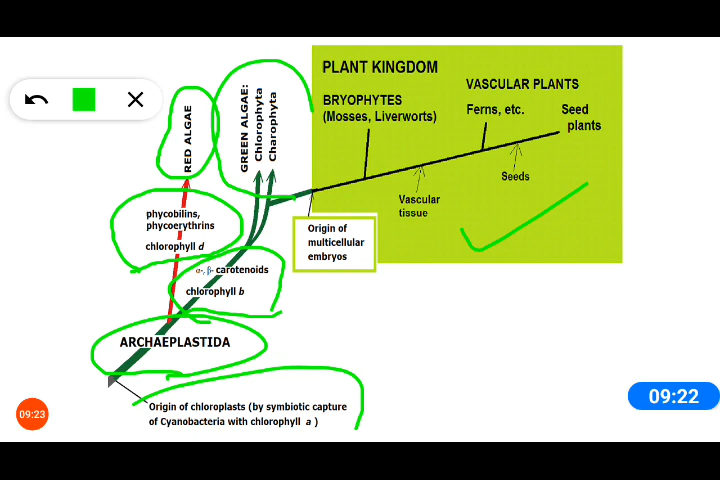 PLANT KINGDOM
VASCULAR PLANTS
BRYOPHYTES
(Mosses, Liverworts)
Ferns, etc.
Seed
plants
RED ALGAE
GREEN ALGAE:
Chlorophyta
Charophyta
Seeds
Vascular
tissue
phycobilins,
phycoerythrins
chlorophyll d
Origin of
multicellular
embryos
α-, β- carotenoids
chlorophyll b
ARCHAEPLASTIDA
Origin of chloroplasts (by symbiotic capture
of Cyanobacteria with chlorophyll a )
09:23
09:22